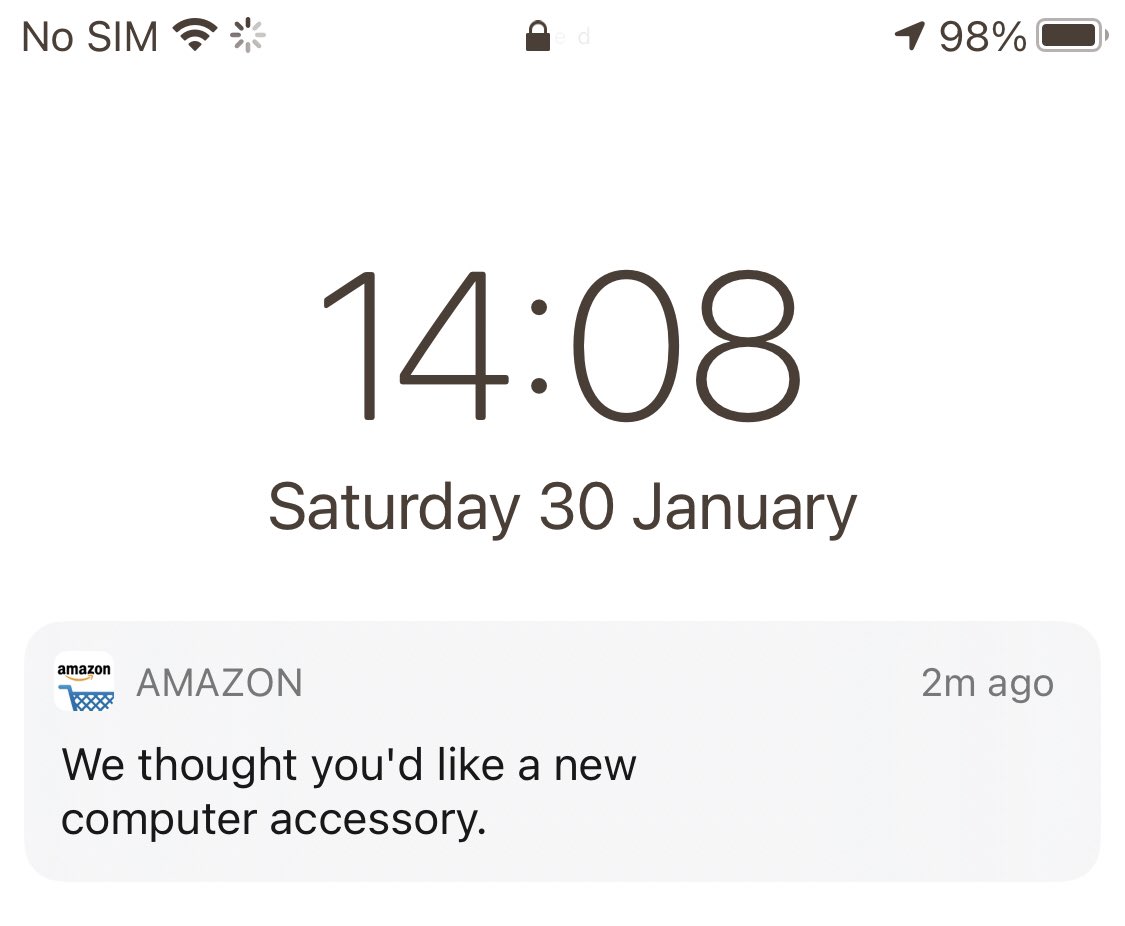 No SIM 98%
14:08
Saturday 30 January
amazon AMAZON 2m ago
We thought you'd like a new
computer accessory.